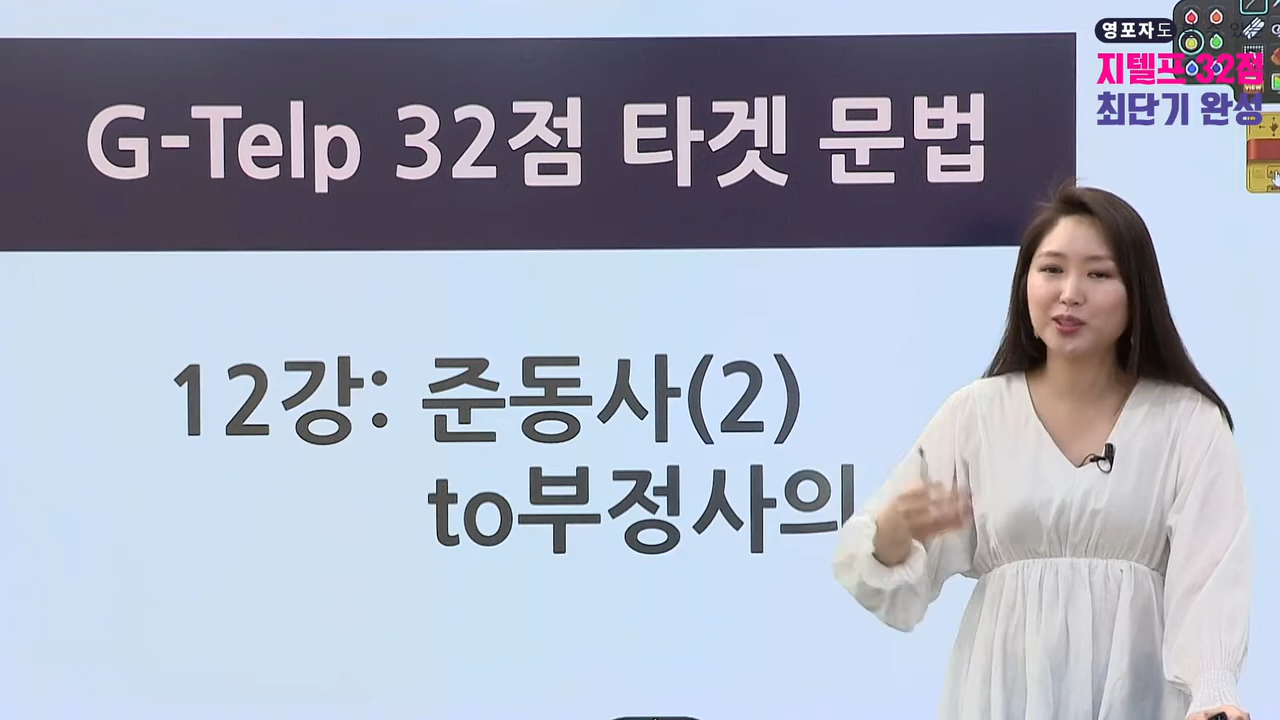 영포자도
지텔프 32점
최단기 완성
G-Telp 32점 타겟 문법
12강: 준동사(2)
to부정사의
VIEW